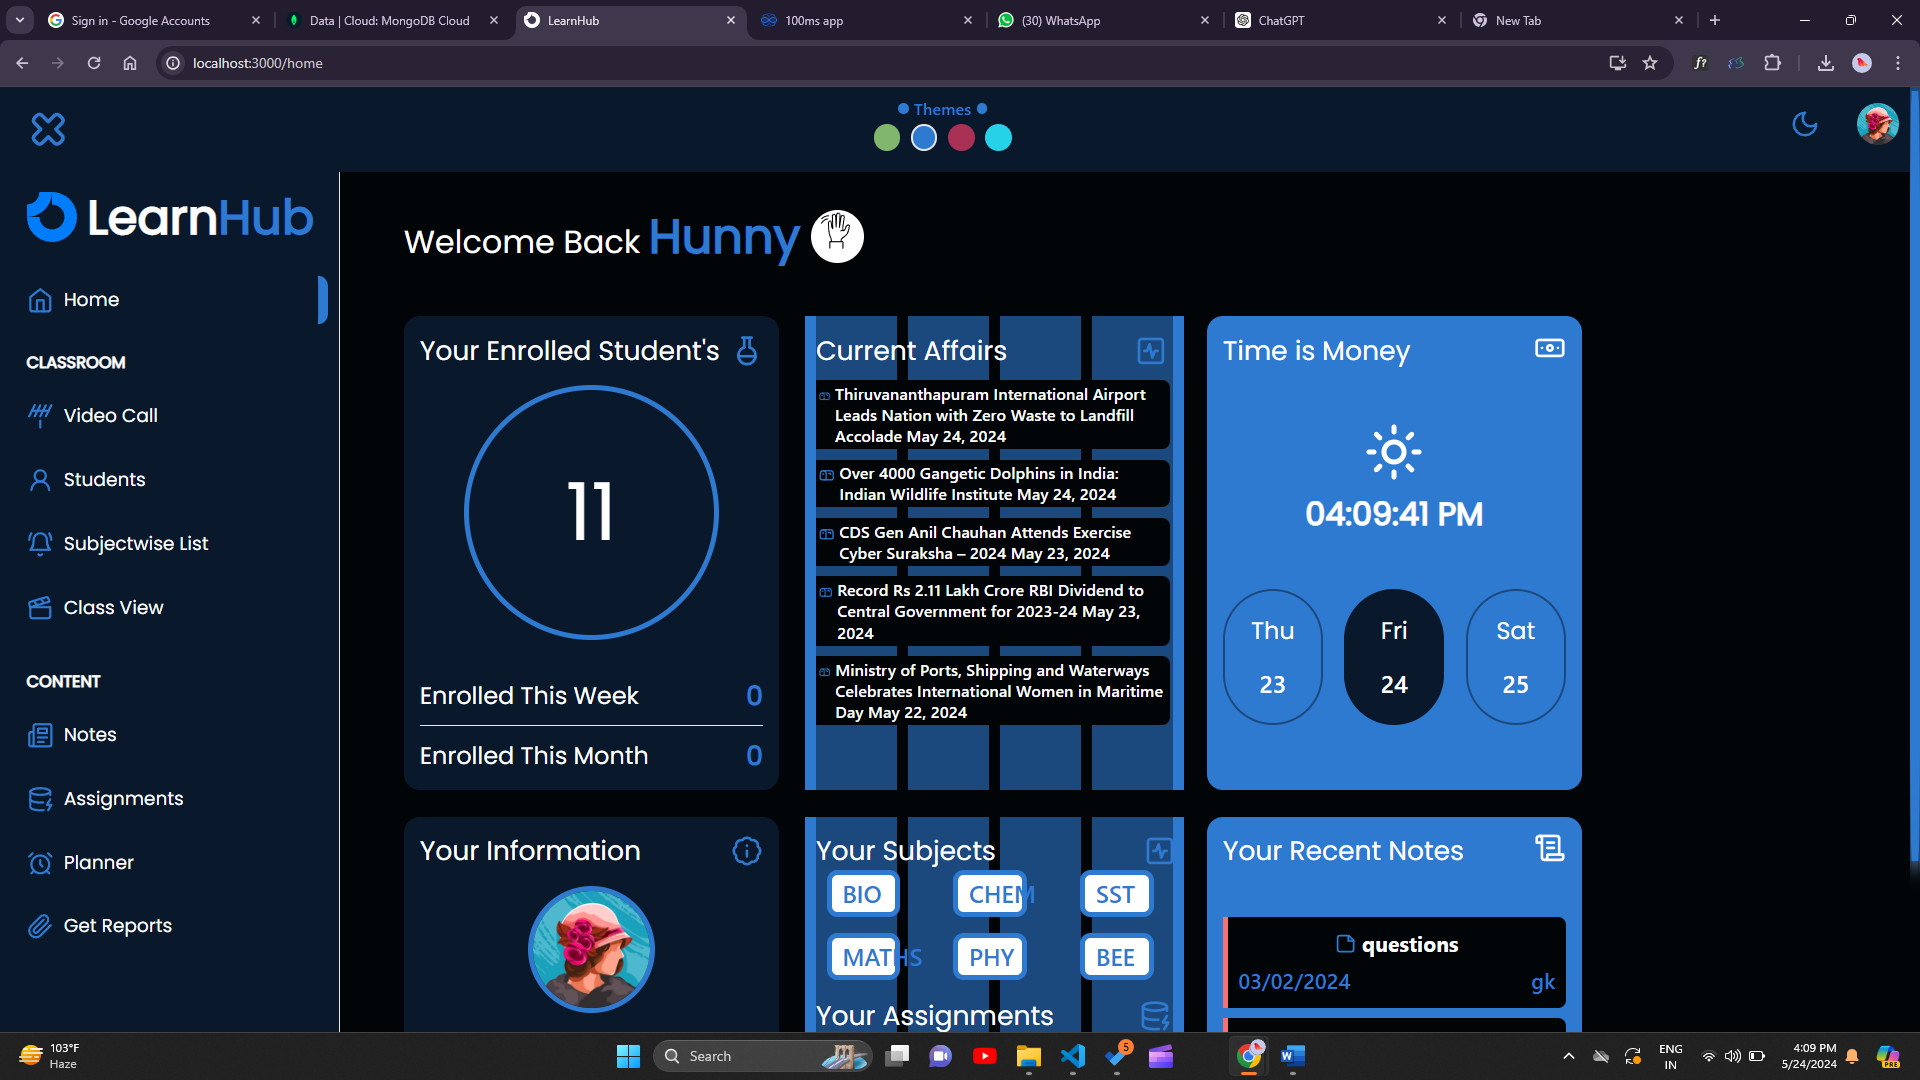 Sign in - Google Accounts
Data | Cloud: MongoDB Cloud
LearnHub
100ms app
(30) WhatsApp
ChatGPT
New Tab
localhost:3000/home
f?
Themes
LearnHub
Home
CLASSROOM
Video Call
Students
Subjectwise List
Class View
CONTENT
Notes
Assignments
Planner
Get Reports
Welcome Back Hunny
Your Enrolled Student's
11
Enrolled This Week 0
Enrolled This Month 0
Current Affairs
Thiruvananthapuram International Airport
Leads Nation with Zero Waste to Landfill
Accolade May 24, 2024
Over 4000 Gangetic Dolphins in India:
Indian Wildlife Institute May 24, 2024
CDS Gen Anil Chauhan Attends Exercise
Cyber Suraksha – 2024 May 23, 2024
Record Rs 2.11 Lakh Crore RBI Dividend to
Central Government for 2023-24 May 23,
2024
Ministry of Ports, Shipping and Waterways
Celebrates International Women in Maritime
Day May 22, 2024
Time is Money
04:09:41 PM
Thu Fri Sat
23 24 25
Your Information
Your Subjects
BIO CHEM SST
MATHS PHY BEE
Your Assignments
Your Recent Notes
questions
03/02/2024 gk
103°F
Haze
Search
5
W
ENG
IN
4:09 PM
5/24/2024
PRE